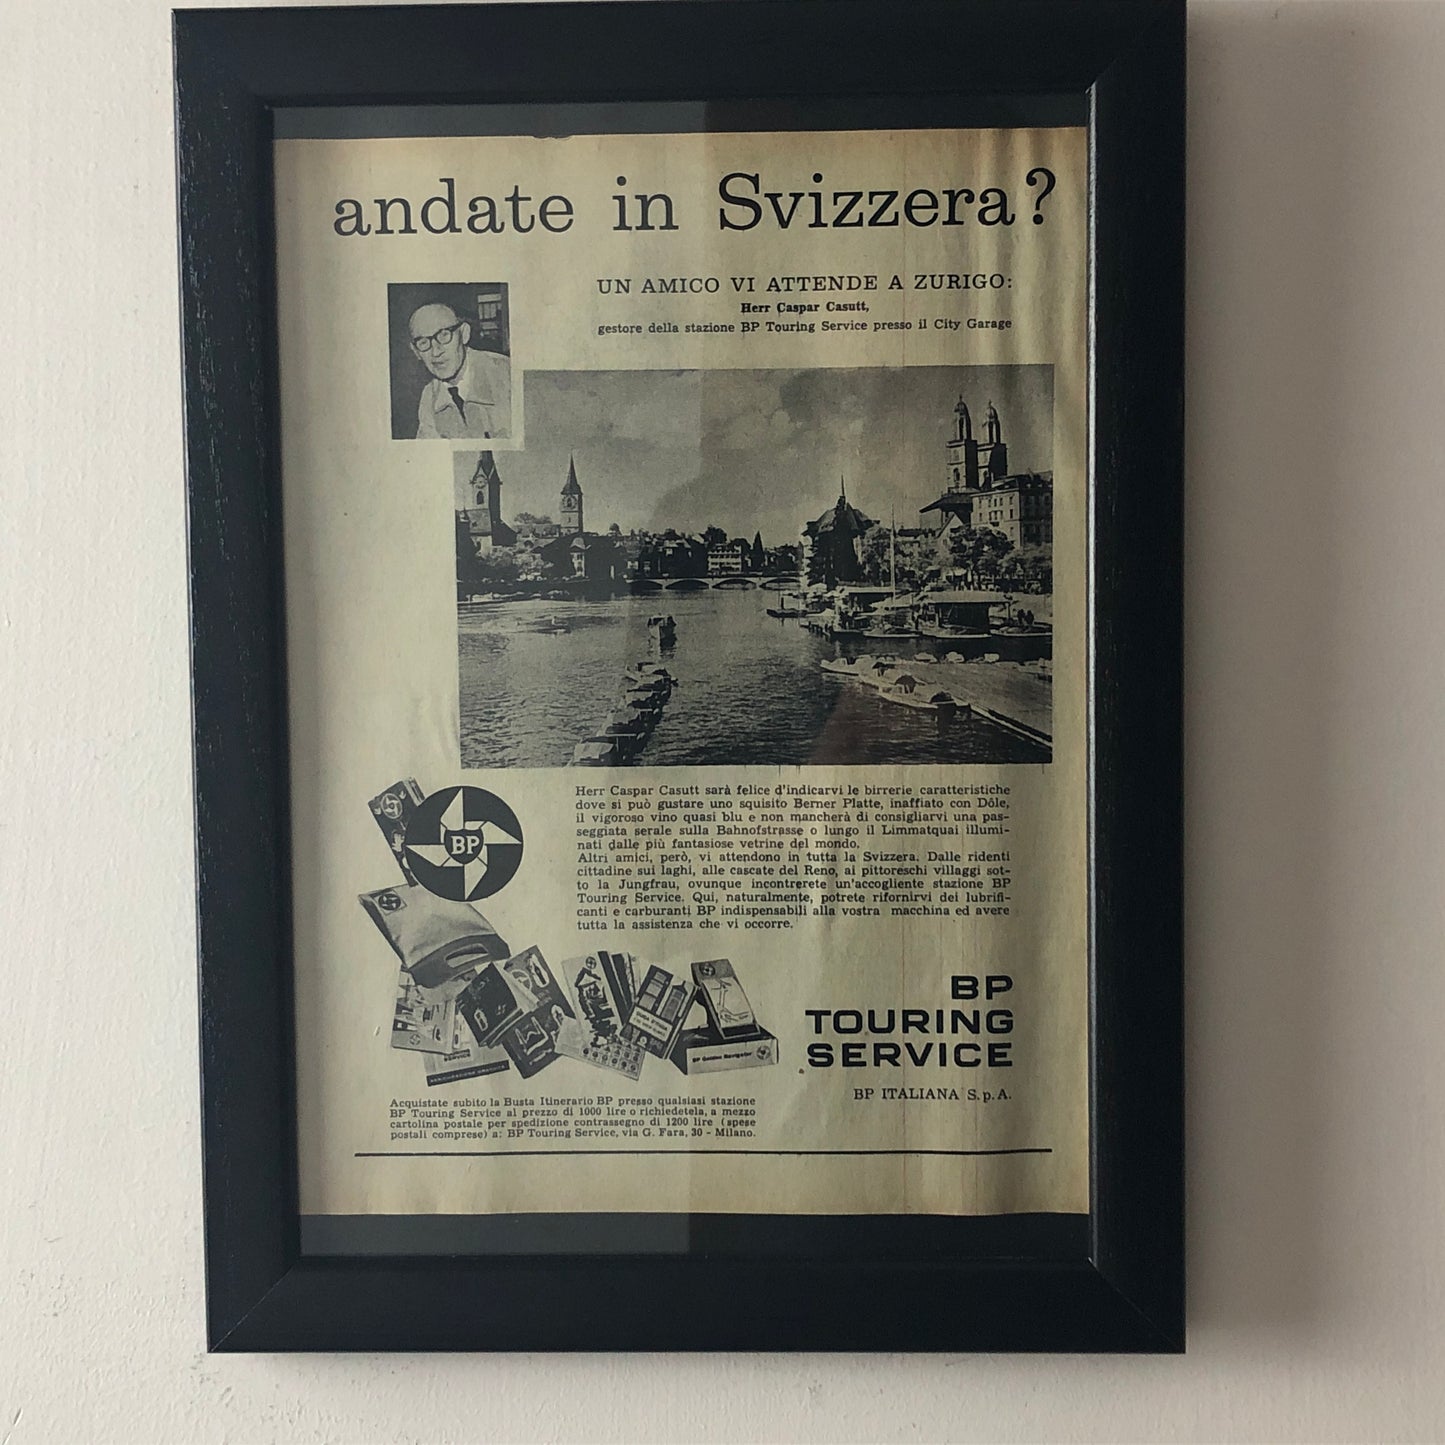 andate in Svizzera?
UN AMICO VI ATTENDE A ZURIGO:
Herr Caspar Casutt,
gestore della stazione BP Touring Service presso il City Garage
Herr Caspar Casutt sarà felice d'indicarvi le birrerie caratteristiche
dove si può gustare uno squisito Berner Platte, inaffiato con Dôle,
il vigoroso vino quasi blu e non mancherà di consigliarvi una pas-
seggiata serale sulla Bahnofstrasse o lungo il Limmatquai illumi-
nati dalle più fantasiose vetrine del mondo.
Altri amici, però, vi attendono in tutta la Svizzera. Dalle ridenti
cittadine sui laghi, alle cascate del Reno, ai pittoreschi villaggi sot-
to la Jungfrau, ovunque incontrerete un'accogliente stazione BP
Touring Service. Qui, naturalmente, potrete rifornirvi dei lubrifi-
canti e carburanti BP indispensabili alla vostra macchina ed avere
tutta la assistenza che vi occorre.
BP
SERVICE
BP Golden Navigator
BP
TOURING
SERVICE
BP ITALIANA S.p.A.
Acquistate subito la Busta Itinerario BP presso qualsiasi stazione
BP Touring Service al prezzo di 1000 lire o richiedetela, a mezzo
cartolina postale per spedizione contrassegno di 1200 lire (spese
postali comprese) a: BP Touring Service, via G. Fara, 30 - Milano.